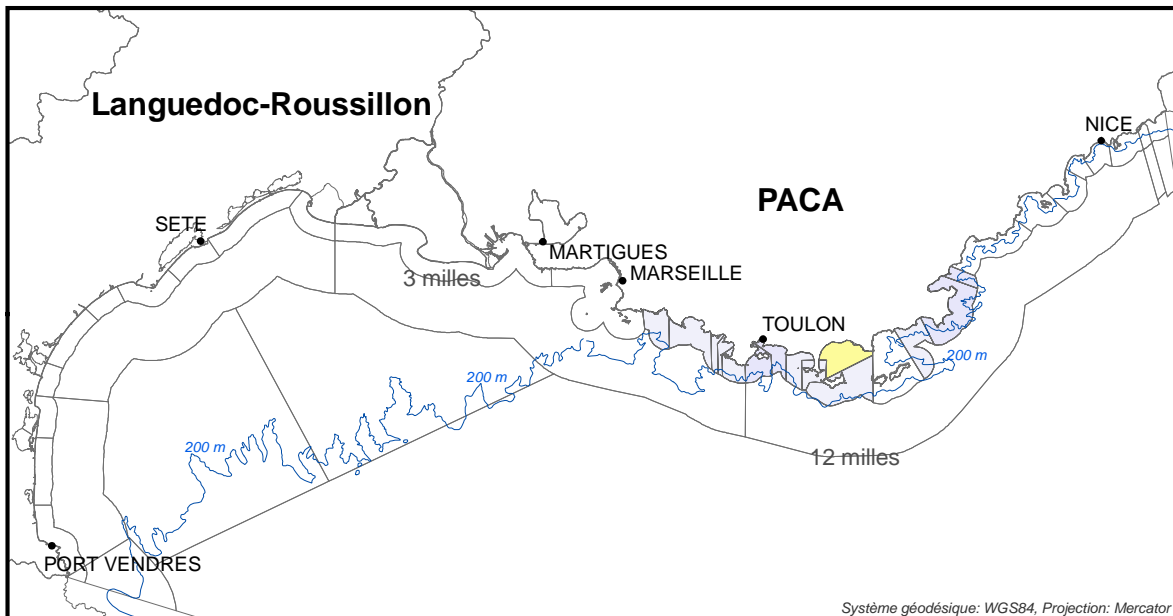 Languedoc-Roussillon
NICE
PACA
SETE
MARTIGUES
3 milles
MARSEILLE
TOULON
200 m
200 m
200 m
12 milles
PORT VENDRES
Système géodésique: WGS84, Projection: Mercator